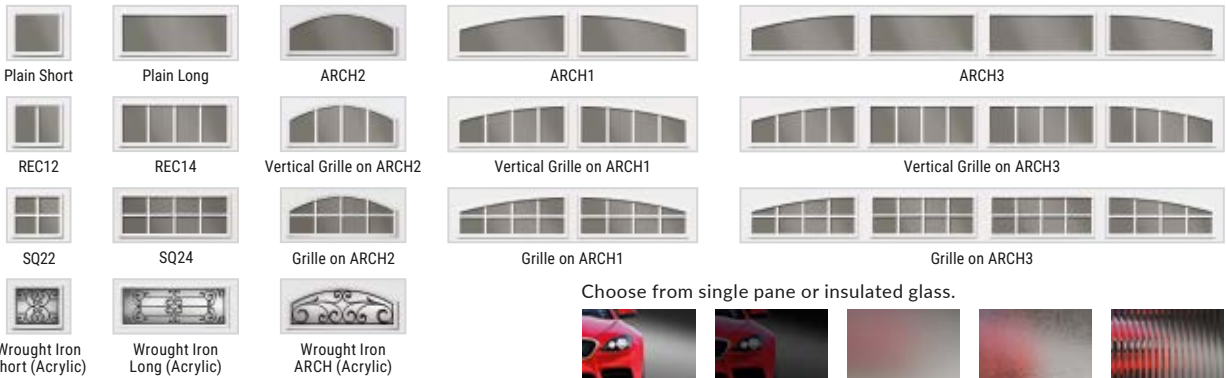 Plain Short
Plain Long
ARCH2
ARCH1
ARCH3
REC12
REC14
Vertical Grille on ARCH2
Vertical Grille on ARCH1
Vertical Grille on ARCH3
SQ22
SQ24
Grille on ARCH2
Grille on ARCH1
Grille on ARCH3
Choose from single pane or insulated glass.
Wrought Iron
Short (Acrylic)
Wrought Iron
Long (Acrylic)
Wrought Iron
ARCH (Acrylic)